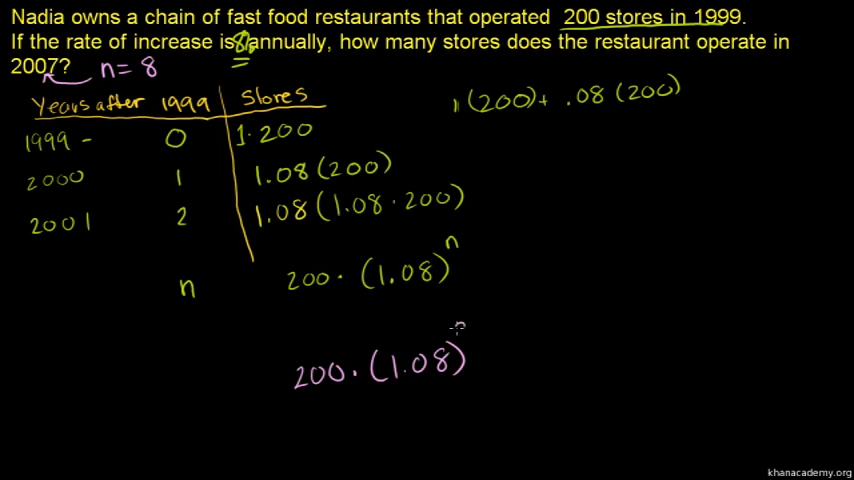 Nadia owns a chain of fast food restaurants that operated 200 stores in 1999.
If the rate of increase is 8% annually, how many stores does the restaurant operate in
2007? n = 8
Years after 1999 Stores
1(200) + .08(200)
1999 - 0 1·200
2000 1 1.08(200)
2001 2 1.08(1.08·200)
n 200·(1.08)^n
200·(1.08)
khanacademy.org